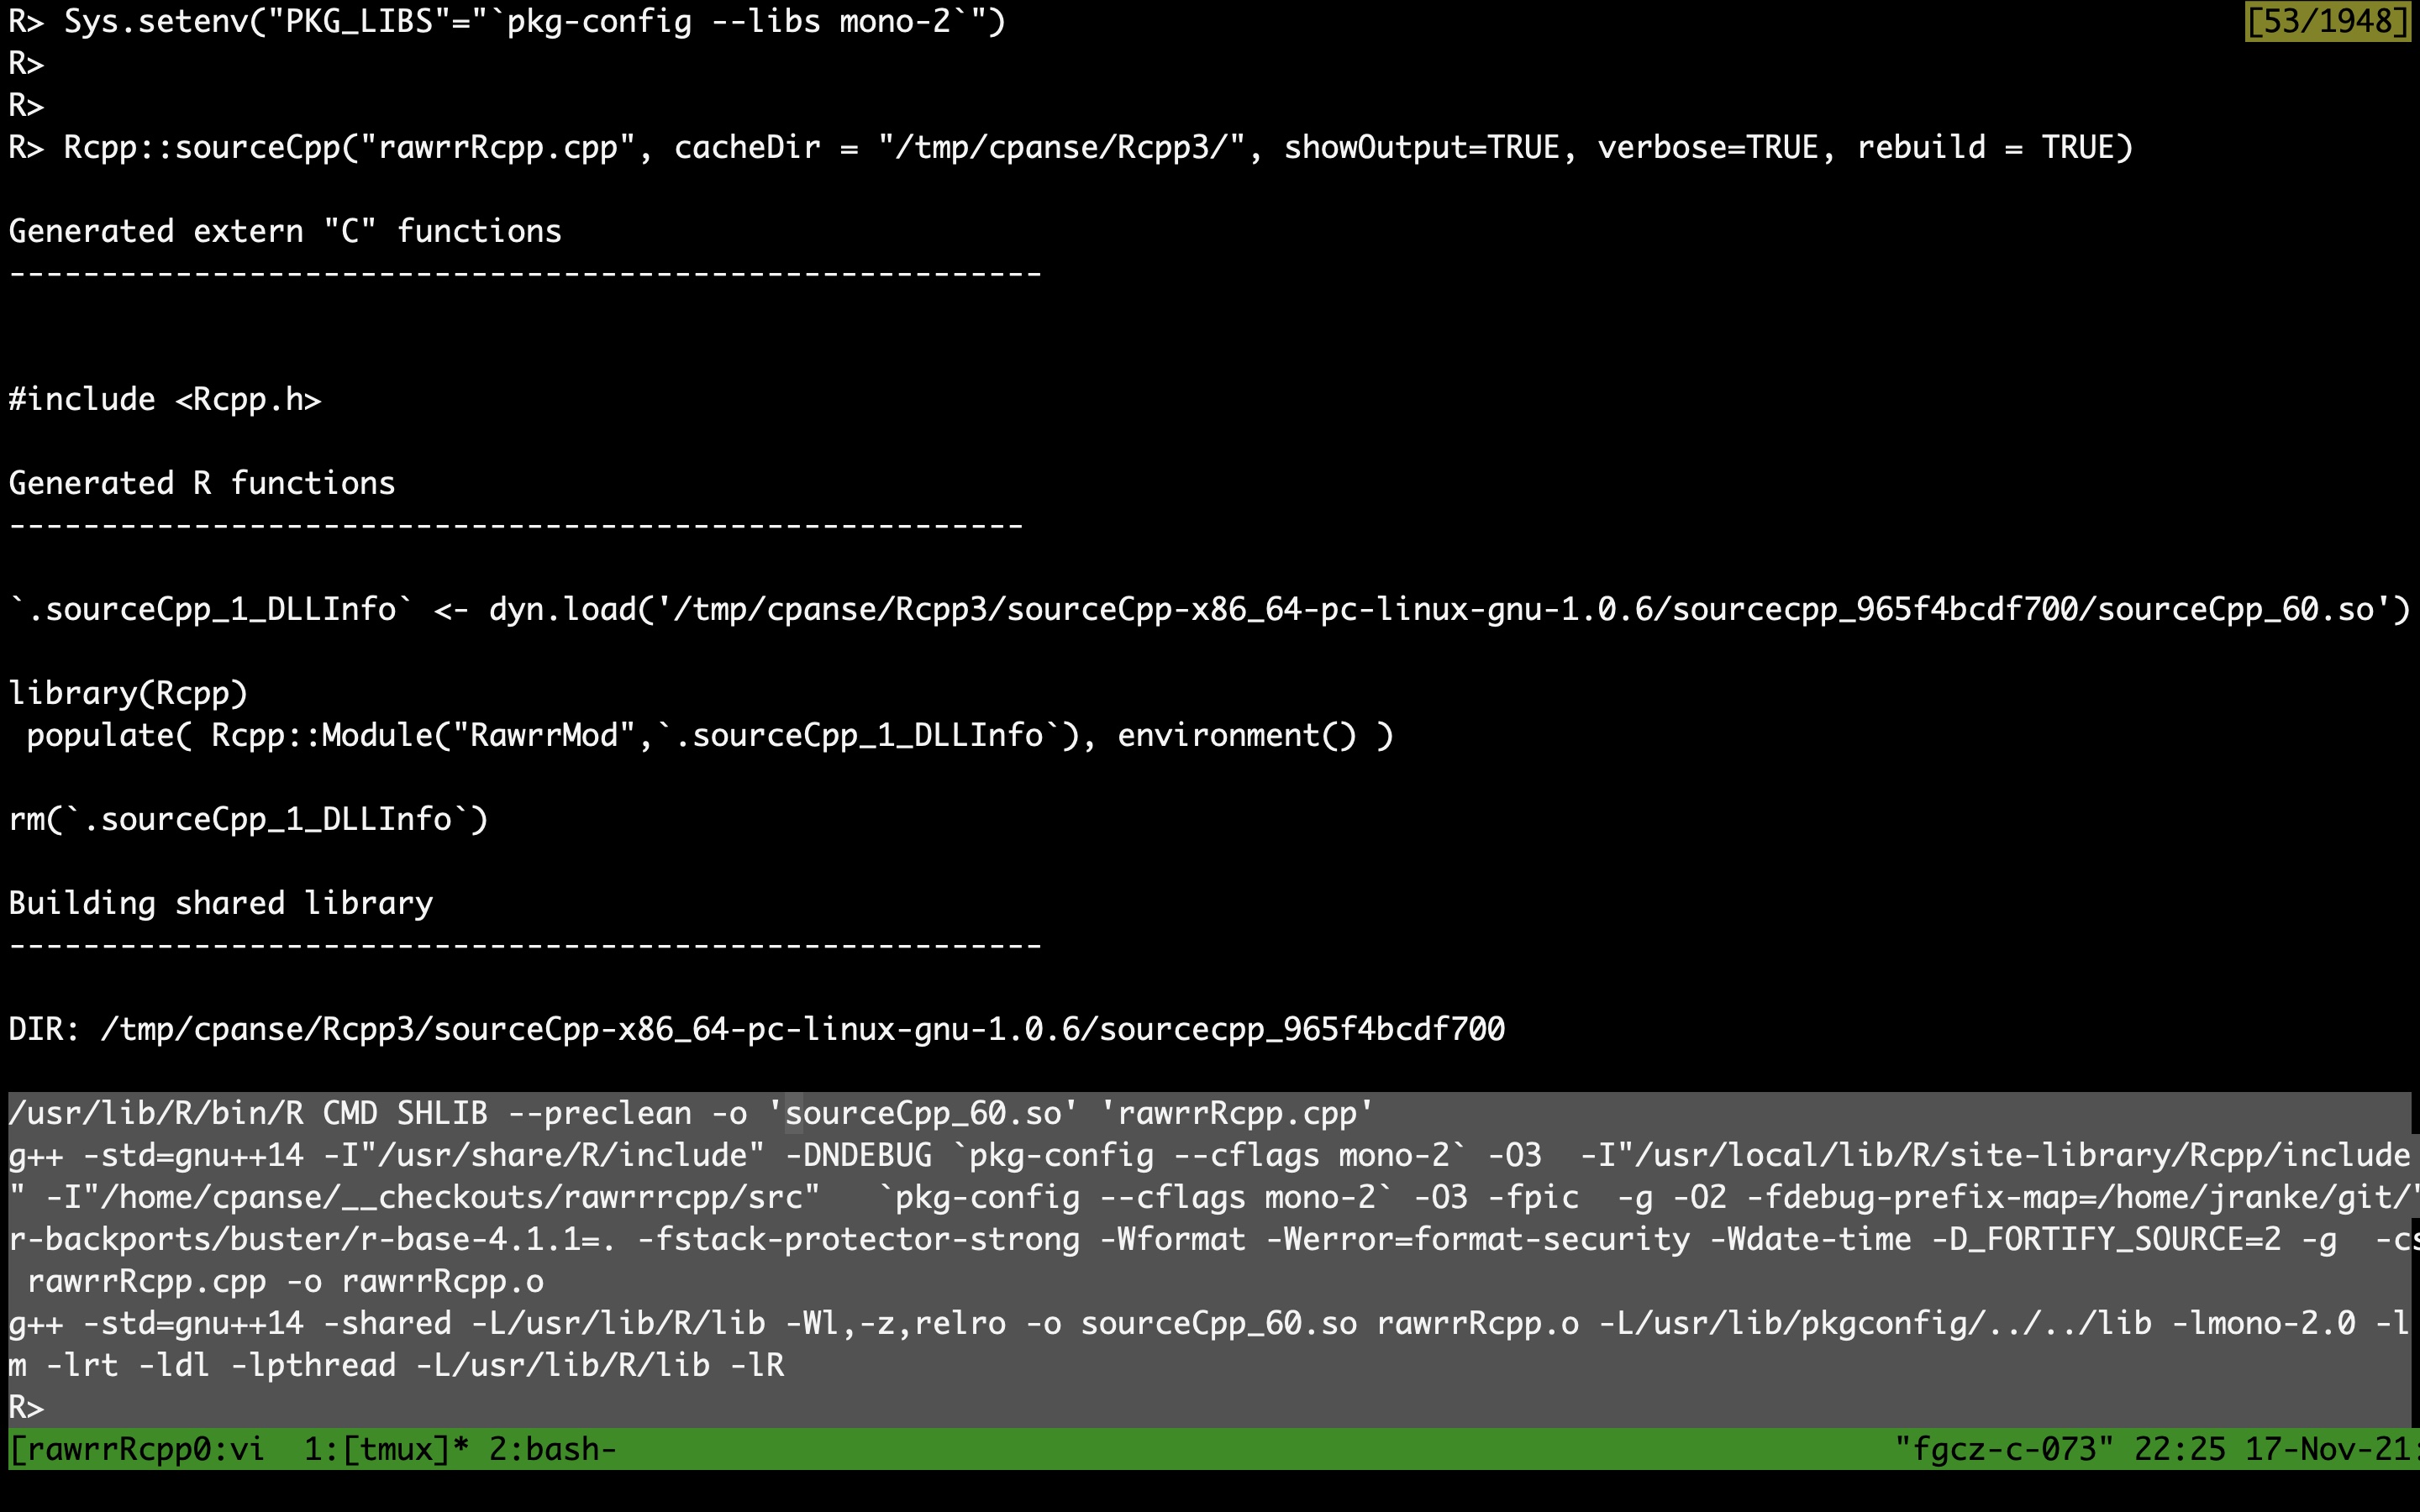 R> Sys.setenv("PKG_LIBS"="`pkg-config --libs mono-2`") [53/1948]
R>
R>
R> Rcpp::sourceCpp("rawrrRcpp.cpp", cacheDir = "/tmp/cpanse/Rcpp3/", showOutput=TRUE, verbose=TRUE, rebuild = TRUE)
Generated extern "C" functions
--------------------------------------------------------
#include <Rcpp.h>
Generated R functions
-------------------------------------------------------
`.sourceCpp_1_DLLInfo` <- dyn.load('/tmp/cpanse/Rcpp3/sourceCpp-x86_64-pc-linux-gnu-1.0.6/sourcecpp_965f4bcdf700/sourceCpp_60.so')
library(Rcpp)
 populate( Rcpp::Module("RawrrMod",`.sourceCpp_1_DLLInfo`), environment() )
rm(`.sourceCpp_1_DLLInfo`)
Building shared library
--------------------------------------------------------
DIR: /tmp/cpanse/Rcpp3/sourceCpp-x86_64-pc-linux-gnu-1.0.6/sourcecpp_965f4bcdf700
/usr/lib/R/bin/R CMD SHLIB --preclean -o 'sourceCpp_60.so' 'rawrrRcpp.cpp'
g++ -std=gnu++14 -I"/usr/share/R/include" -DNDEBUG `pkg-config --cflags mono-2` -O3  -I"/usr/local/lib/R/site-library/Rcpp/include
" -I"/home/cpanse/__checkouts/rawrrrcpp/src"   `pkg-config --cflags mono-2` -O3 -fpic  -g -O2 -fdebug-prefix-map=/home/jranke/git/"
r-backports/buster/r-base-4.1.1=. -fstack-protector-strong -Wformat -Werror=format-security -Wdate-time -D_FORTIFY_SOURCE=2 -g  -cs
 rawrrRcpp.cpp -o rawrrRcpp.o
g++ -std=gnu++14 -shared -L/usr/lib/R/lib -Wl,-z,relro -o sourceCpp_60.so rawrrRcpp.o -L/usr/lib/pkgconfig/../../lib -lmono-2.0 -l
m -lrt -ldl -lpthread -L/usr/lib/R/lib -lR
R>
[rawrrRcpp0:vi  1:[tmux]* 2:bash- "fgcz-c-073" 22:25 17-Nov-21: